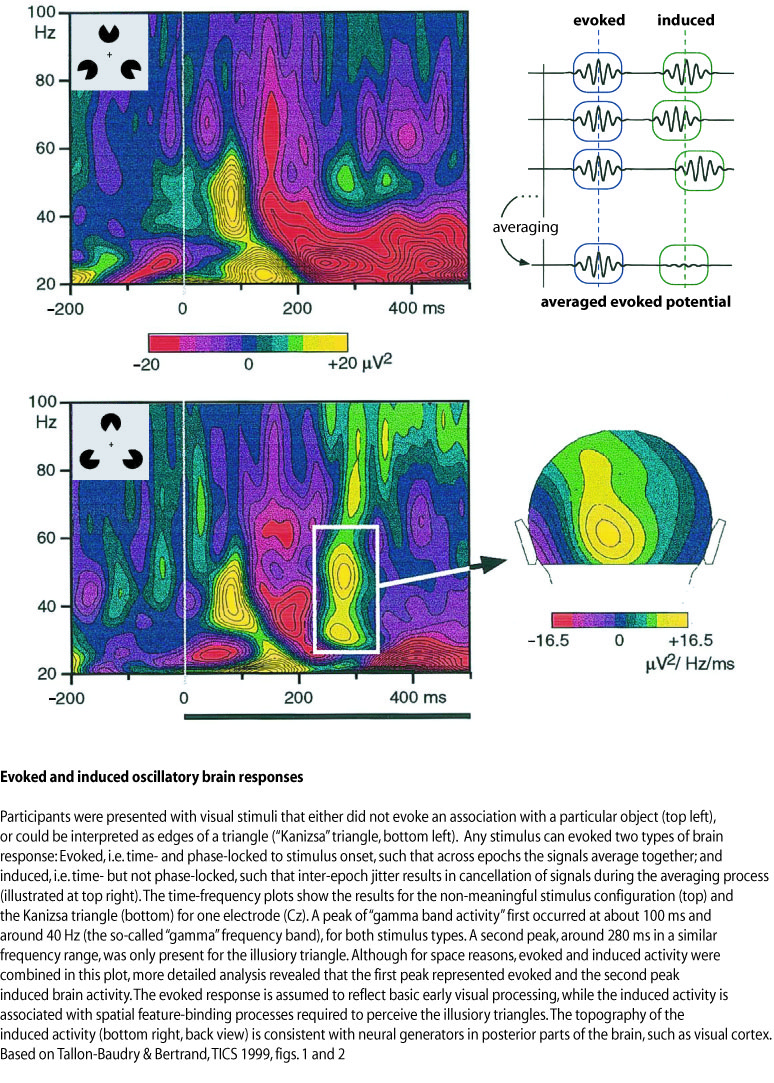 100
Hz
80
60
40
20
-200
0
200
400 ms
-20
0
+20 µV2
evoked
induced
....
averaging
averaged evoked potential
100
Hz
80
60
40
20
-200
0
200
400 ms
-16.5
0
+16.5
µV2/ Hz/ms
Evoked and induced oscillatory brain responses
Participants were presented with visual stimuli that either did not evoke an association with a particular object (top left),
or could be interpreted as edges of a triangle (“Kanizsa” triangle, bottom left). Any stimulus can evoked two types of brain
response: Evoked, i.e. time- and phase-locked to stimulus onset, such that across epochs the signals average together; and
induced, i.e. time- but not phase-locked, such that inter-epoch jitter results in cancellation of signals during the averaging process
(illustrated at top right). The time-frequency plots show the results for the non-meaningful stimulus configuration (top) and
the Kanizsa triangle (bottom) for one electrode (Cz). A peak of “gamma band activity” first occurred at about 100 ms and
around 40 Hz (the so-called “gamma” frequency band), for both stimulus types. A second peak, around 280 ms in a similar
frequency range, was only present for the illusiory triangle. Although for space reasons, evoked and induced activity were
combined in this plot, more detailed analysis revealed that the first peak represented evoked and the second peak
induced brain activity. The evoked response is assumed to reflect basic early visual processing, while the induced activity is
associated with spatial feature-binding processes required to perceive the illusiory triangles. The topography of the
induced activity (bottom right, back view) is consistent with neural generators in posterior parts of the brain, such as visual cortex.
Based on Tallon-Baudry & Bertrand, TICS 1999, figs. 1 and 2